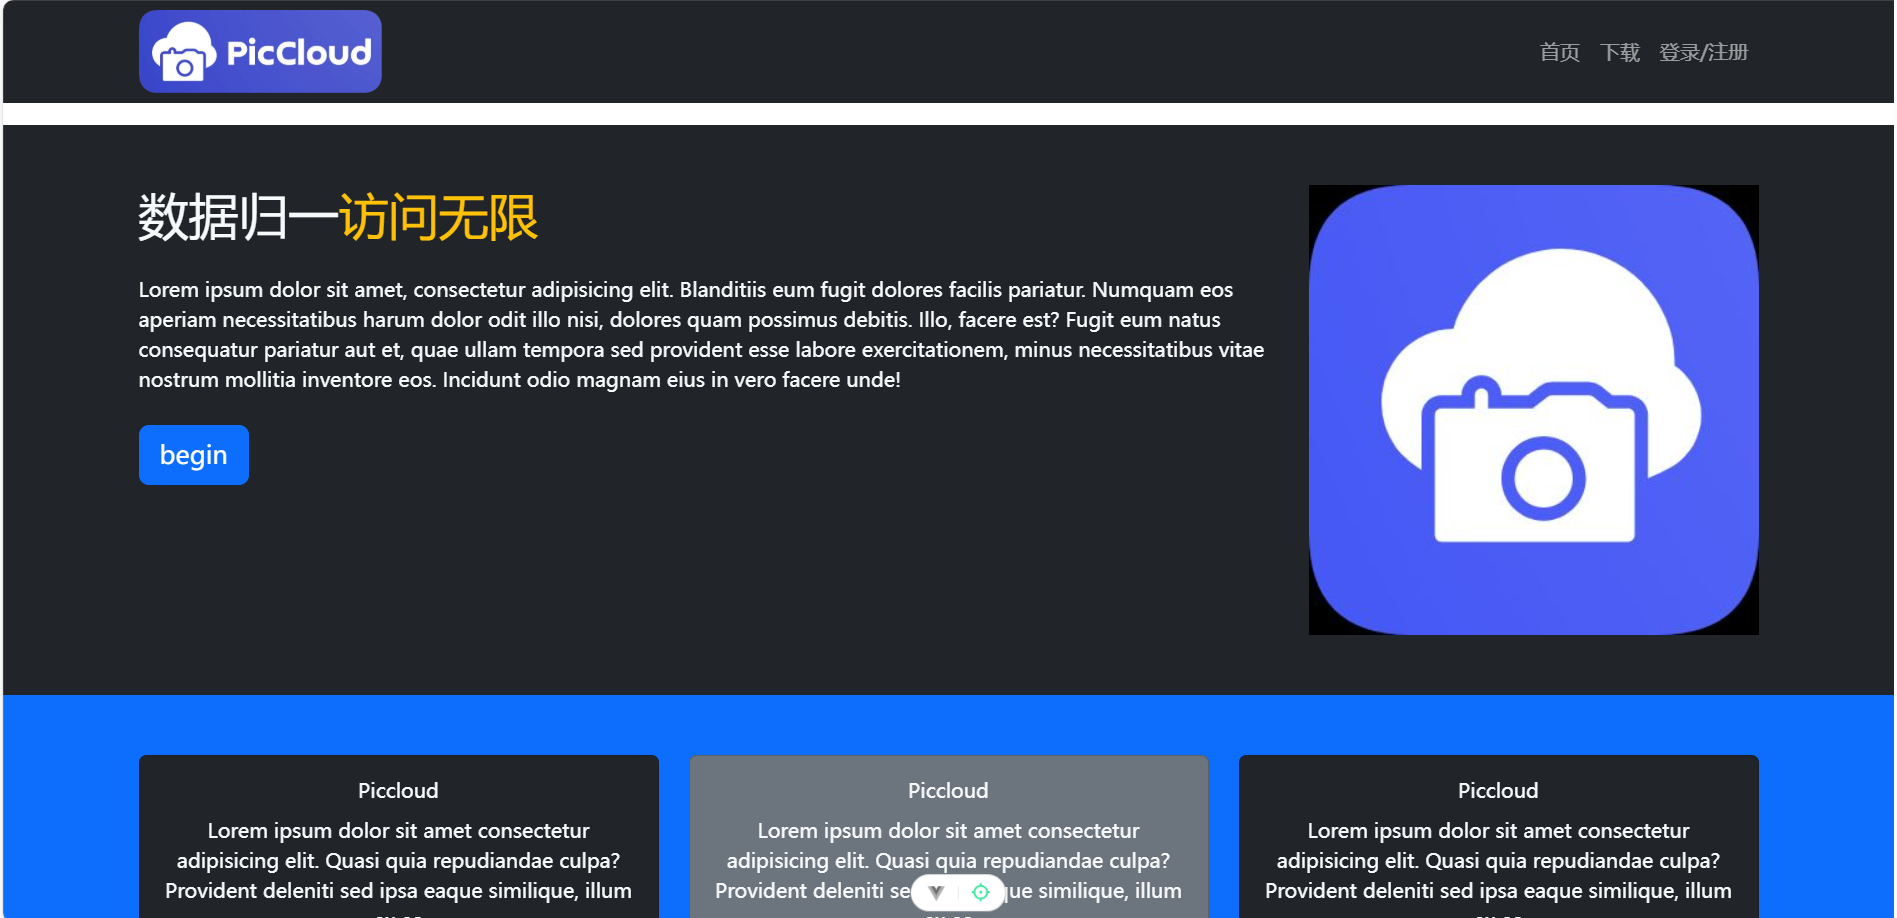 PicCloud
首页 下载 登录/注册
数据归一访问无限
Lorem ipsum dolor sit amet, consectetur adipisicing elit. Blanditiis eum fugit dolores facilis pariatur. Numquam eos
aperiam necessitatibus harum dolor odit illo nisi, dolores quam possimus debitis. Illo, facere est? Fugit eum natus
consequatur pariatur aut et, quae ullam tempora sed provident esse labore exercitationem, minus necessitatibus vitae
nostrum mollitia inventore eos. Incidunt odio magnam eius in vero facere unde!
begin
Piccloud
Lorem ipsum dolor sit amet consectetur
adipisicing elit. Quasi quia repudiandae culpa?
Provident deleniti sed ipsa eaque similique, illum
Piccloud
Lorem ipsum dolor sit amet consectetur
adipisicing elit. Quasi quia repudiandae culpa?
Provident deleniti similique, illum
Piccloud
Lorem ipsum dolor sit amet consectetur
adipisicing elit. Quasi quia repudiandae culpa?
Provident deleniti sed ipsa eaque similique, illum